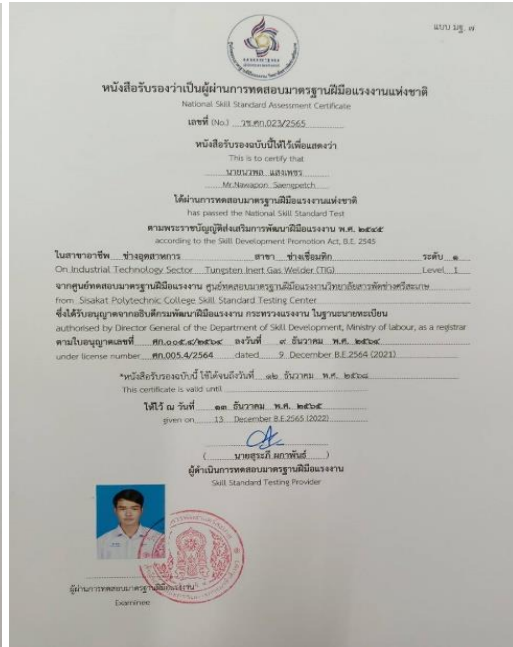 แบบ มฐ. ๗
หนังสือรับรองว่าเป็นผู้ผ่านการทดสอบมาตรฐานฝีมือแรงงานแห่งชาติ
National Skill Standard Assessment Certificate
เลขที่ (No.) วช.ศก.023/2565
หนังสือรับรองฉบับนี้ให้ไว้เพื่อแสดงว่า
This is to certify that
นายนวพล แสงเพชร
Mr.Nawapon Saengpetch
ได้ผ่านการทดสอบมาตรฐานฝีมือแรงงานแห่งชาติ
has passed the National Skill Standard Test
ตามพระราชบัญญัติส่งเสริมการพัฒนาฝีมือแรงงาน พ.ศ. ๒๕๔๕
according to the Skill Development Promotion Act, B.E. 2545
ในสาขาอาชีพ ช่างอุตสาหการ สาขา ช่างเชื่อมทิก ระดับ ๑
On Industrial Technology Sector Tungsten Inert Gas Welder (TIG) Level 1
จากศูนย์ทดสอบมาตรฐานฝีมือแรงงาน ศูนย์ทดสอบมาตรฐานฝีมือแรงงานวิทยาลัยสารพัดช่างศรีสะเกษ
from Sisakat Polytechnic College Skill Standard Testing Center
ซึ่งได้รับอนุญาตจากอธิบดีกรมพัฒนาฝีมือแรงงาน กระทรวงแรงงาน ในฐานะนายทะเบียน
authorised by Director General of the Department of Skill Development, Ministry of labour, as a registrar
ตามใบอนุญาตเลขที่ ศก.๐๐๕.๔/๒๕๖๔ ลงวันที่ ๙ ธันวาคม พ.ศ. ๒๕๖๔
under license number ศก.005.4/2564 dated 9 December B.E.2564 (2021)
*หนังสือรับรองฉบับนี้ ใช้ได้จนถึงวันที่ ๑๒ ธันวาคม พ.ศ. ๒๕๖๘
This certificate is valid until
ให้ไว้ ณ วันที่ ๑๓ ธันวาคม พ.ศ. ๒๕๖๕
given on 13 December B.E.2565 (2022)
( นายสุระภี ผกาพันธ์ )
ผู้ดำเนินการทดสอบมาตรฐานฝีมือแรงงาน
Skill Standard Testing Provider
ผู้ผ่านการทดสอบมาตรฐานฝีมือแรงงาน
Examinee